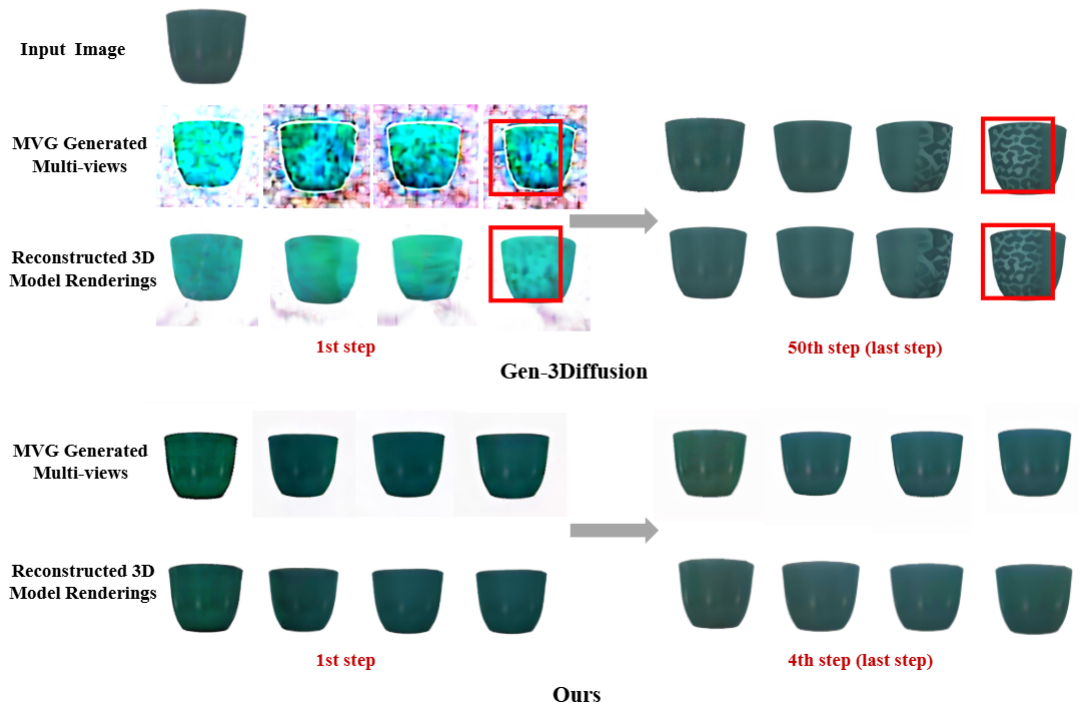 Input Image
MVG Generated
Multi-views
Reconstructed 3D
Model Renderings
1st step
50th step (last step)
Gen-3Diffusion
MVG Generated
Multi-views
Reconstructed 3D
Model Renderings
1st step
4th step (last step)
Ours